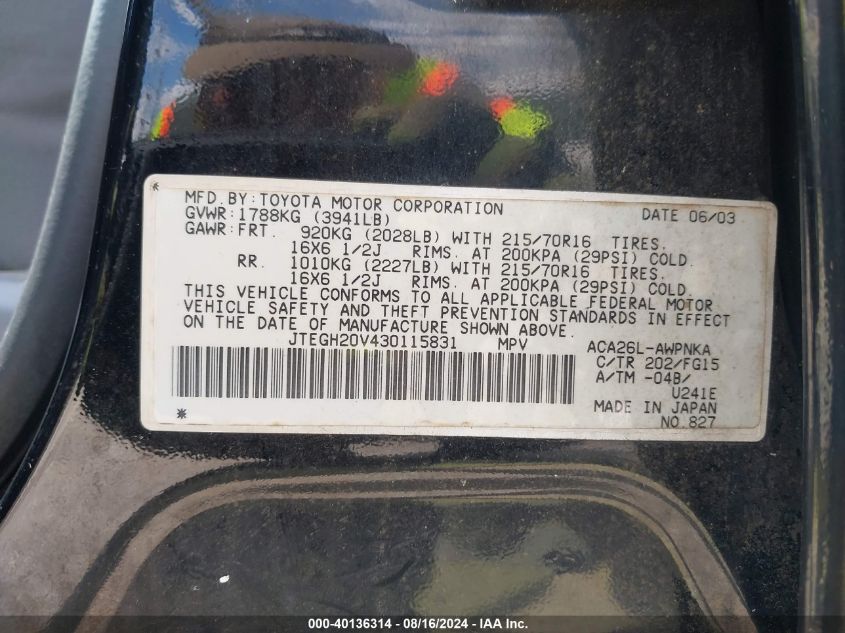 *
MFD.BY:TOYOTA MOTOR CORPORATION DATE 06/03
GVWR:1788KG (3941LB)
GAWR:FRT. 920KG (2028LB) WITH 215/70R16 TIRES.
16X6 1/2J RIMS. AT 200KPA (29PSI) COLD.
RR. 1010KG (2227LB) WITH 215/70R16 TIRES.
16X6 1/2J RIMS. AT 200KPA (29PSI) COLD.
THIS VEHICLE CONFORMS TO ALL APPLICABLE FEDERAL MOTOR
VEHICLE SAFETY AND THEFT PREVENTION STANDARDS IN EFFECT
ON THE DATE OF MANUFACTURE SHOWN ABOVE.
JTEGH20V430115831 MPV ACA26L-AWPNKA
C/TR 202/FG15
A/TM -04B/
U241E
* MADE IN JAPAN
NO.827
000-40136314 - 08/16/2024 - IAA Inc.